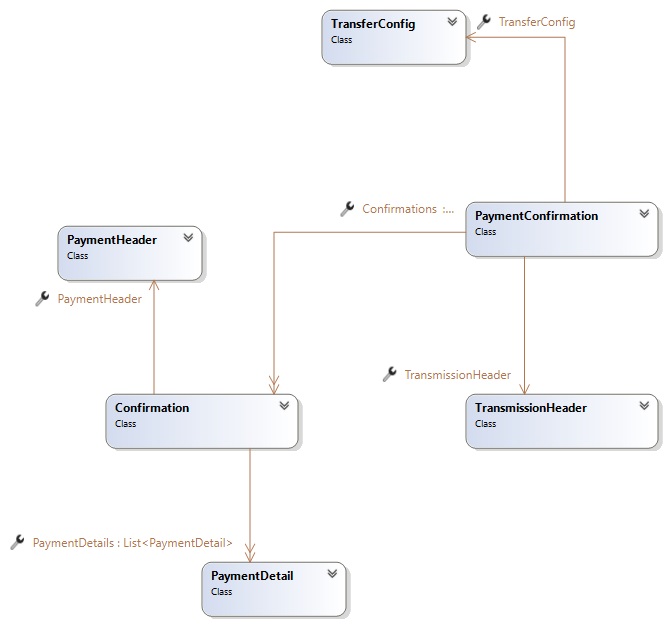 TransferConfig
Class
TransferConfig
Confirmations :...
PaymentConfirmation
Class
PaymentHeader
Class
PaymentHeader
TransmissionHeader
Confirmation
Class
TransmissionHeader
Class
PaymentDetails : List<PaymentDetail>
PaymentDetail
Class